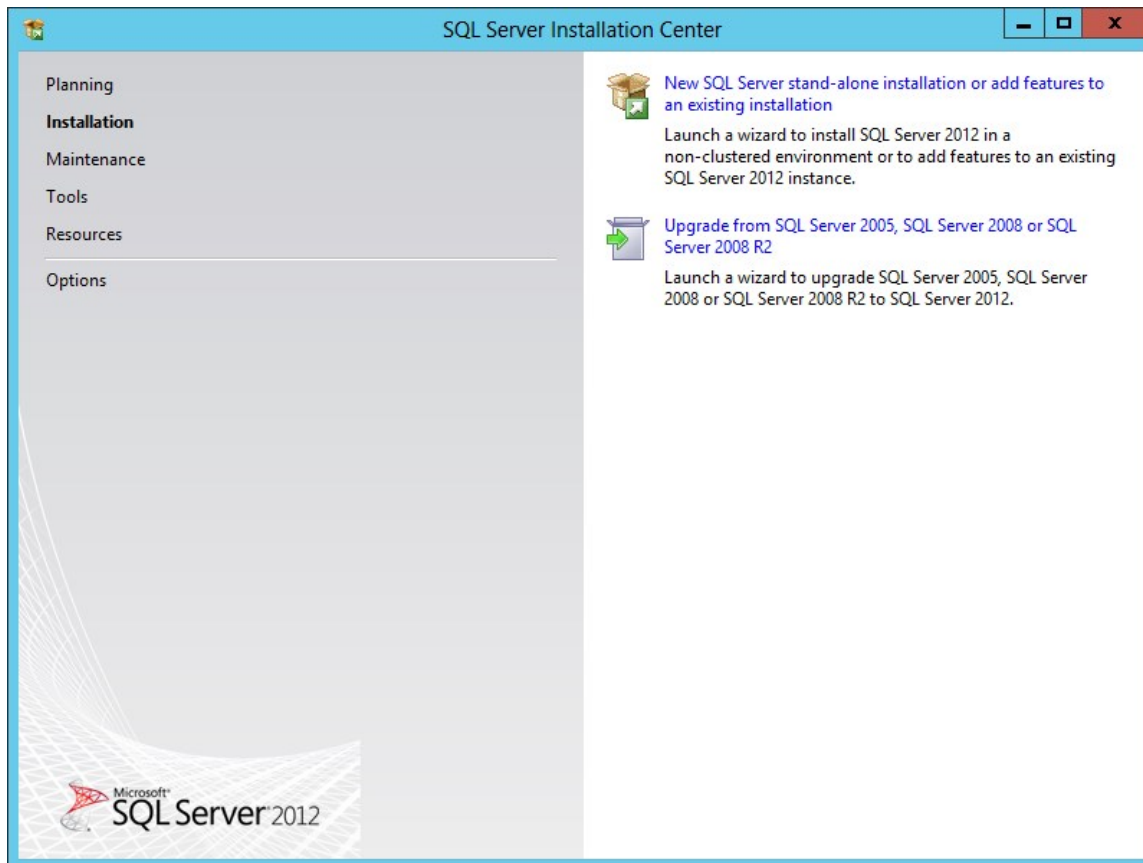 SQL Server Installation Center
Planning
Installation
Maintenance
Tools
Resources
Options
New SQL Server stand-alone installation or add features to
an existing installation
Launch a wizard to install SQL Server 2012 in a
non-clustered environment or to add features to an existing
SQL Server 2012 instance.
Upgrade from SQL Server 2005, SQL Server 2008 or SQL
Server 2008 R2
Launch a wizard to upgrade SQL Server 2005, SQL Server
2008 or SQL Server 2008 R2 to SQL Server 2012.
Microsoft®
SQL Server® 2012